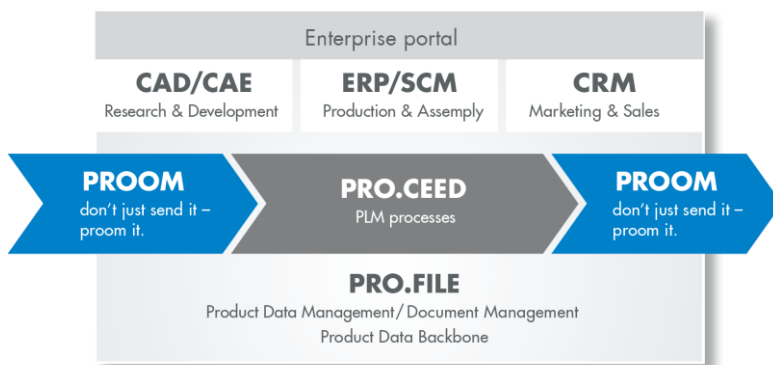 Enterprise portal
CAD/CAE
Research & Development
ERP/SCM
Production & Assemply
CRM
Marketing & Sales
PROOM
don't just send it –
proom it.
PRO.CEED
PLM processes
PROOM
don't just send it –
proom it.
PRO.FILE
Product Data Management/Document Management
Product Data Backbone